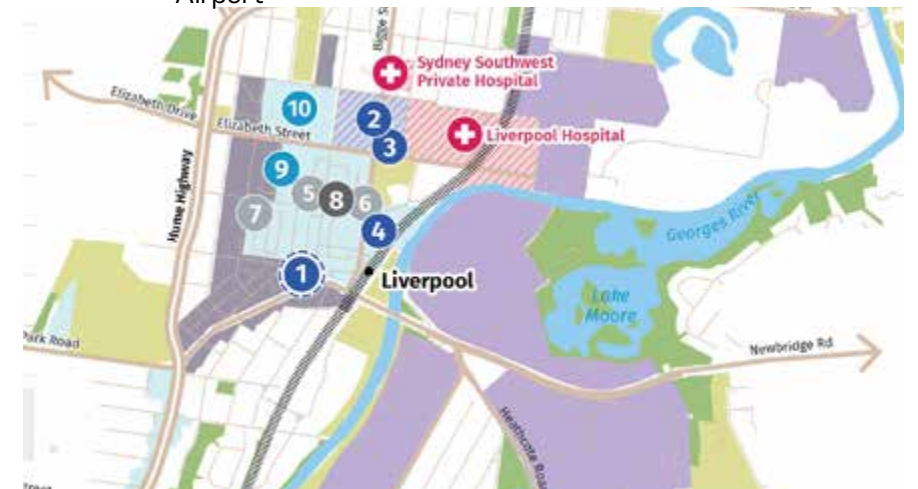 Airport
Bigge S
Sydney Southwest
Private Hospital
Elizabeth Drive
10
2
Elizabeth Street
Liverpool Hospital
3
9
5
8
6
7
4
Hume Highway
Georges River
1
Liverpool
Lake
Moore
Park Road
Newbridge Rd
Heathcote Road